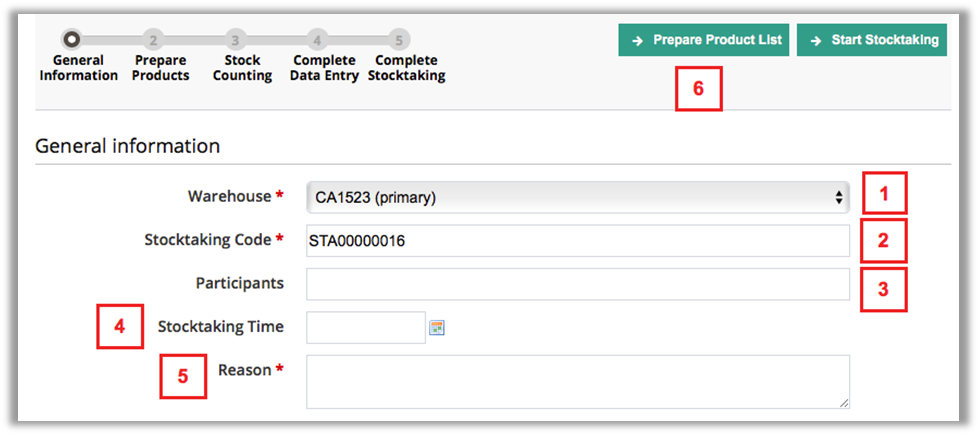 2 3 4 5
General Information Prepare Products Stock Counting Complete Data Entry Complete Stocktaking
→ Prepare Product List → Start Stocktaking
6
General information
Warehouse * CA1523 (primary) 1
Stocktaking Code * STA00000016 2
Participants 3
4 Stocktaking Time
5 Reason *